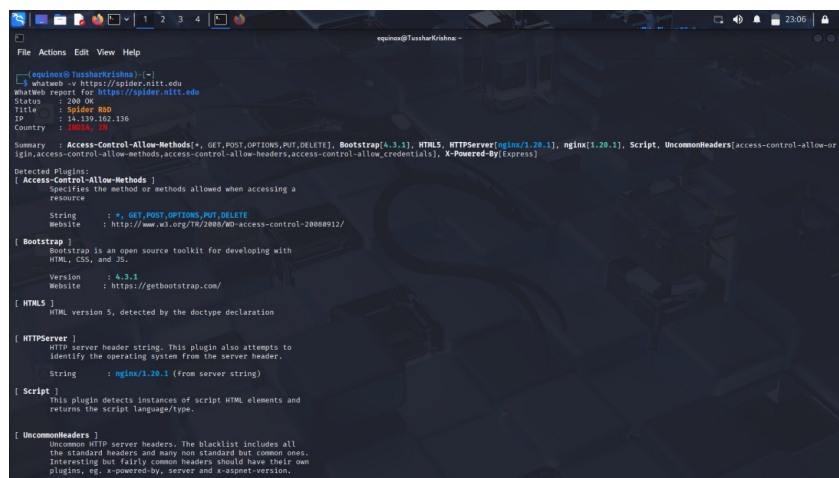 1 2 3 4
23:06
equinox@TussharKrishna: ~
File Actions Edit View Help
┌──(equinox㉿TussharKrishna)-[~]
└─$ whatweb -v https://spider.nitt.edu
WhatWeb report for https://spider.nitt.edu
Status : 200 OK
Title : Spider R&D
IP : 14.139.162.136
Country : INDIA, IN
Summary : Access-Control-Allow-Methods[*, GET,POST,OPTIONS,PUT,DELETE], Bootstrap[4.3.1], HTML5, HTTPServer[nginx/1.20.1], nginx[1.20.1], Script, UncommonHeaders[access-control-allow-or
igin,access-control-allow-methods,access-control-allow-headers,access-control-allow_credentials], X-Powered-By[Express]
Detected Plugins:
[ Access-Control-Allow-Methods ]
Specifies the method or methods allowed when accessing a
resource
String : *, GET,POST,OPTIONS,PUT,DELETE
Website : http://www.w3.org/TR/2008/WD-access-control-20080912/
[ Bootstrap ]
Bootstrap is an open source toolkit for developing with
HTML, CSS, and JS.
Version : 4.3.1
Website : https://getbootstrap.com/
[ HTML5 ]
HTML version 5, detected by the doctype declaration
[ HTTPServer ]
HTTP server header string. This plugin also attempts to
identify the operating system from the server header.
String : nginx/1.20.1 (from server string)
[ Script ]
This plugin detects instances of script HTML elements and
returns the script language/type.
[ UncommonHeaders ]
Uncommon HTTP server headers. The blacklist includes all
the standard headers and many non standard but common ones.
Interesting but fairly common headers should have their own
plugins, eg. x-powered-by, server and x-aspnet-version.